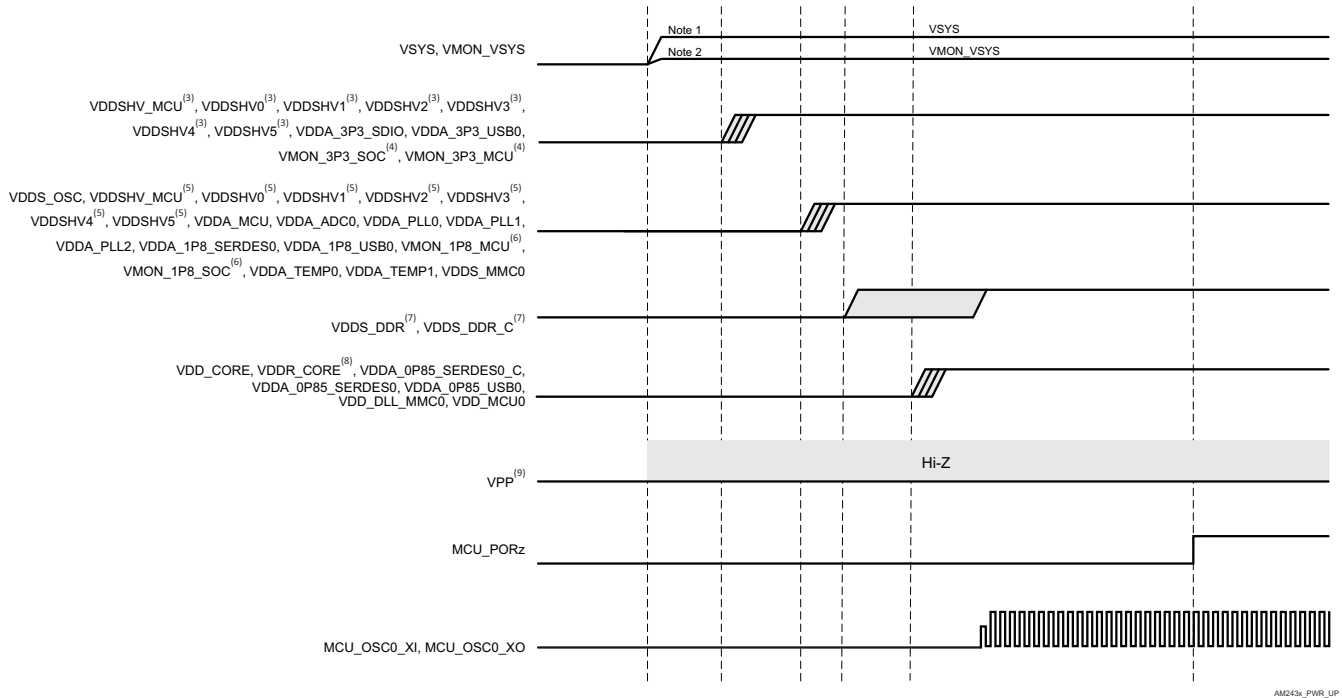 Note 1
VSYS
VSYS, VMON_VSYS
Note 2
VMON_VSYS
VDDSHV_MCU(3), VDDSHV0(3), VDDSHV1(3), VDDSHV2(3), VDDSHV3(3),
VDDSHV4(3), VDDSHV5(3), VDDA_3P3_SDIO, VDDA_3P3_USB0,
VMON_3P3_SOC(4), VMON_3P3_MCU(4)
VDDS_OSC, VDDSHV_MCU(5), VDDSHV0(5), VDDSHV1(5), VDDSHV2(5), VDDSHV3(5),
VDDSHV4(5), VDDSHV5(5), VDDA_MCU, VDDA_ADC0, VDDA_PLL0, VDDA_PLL1,
VDDA_PLL2, VDDA_1P8_SERDES0, VDDA_1P8_USB0, VMON_1P8_MCU(6),
VMON_1P8_SOC(6), VDDA_TEMP0, VDDA_TEMP1, VDDS_MMC0
VDDS_DDR(7), VDDS_DDR_C(7)
VDD_CORE, VDDR_CORE(8), VDDA_0P85_SERDES0_C,
VDDA_0P85_SERDES0, VDDA_0P85_USB0,
VDD_DLL_MMC0, VDD_MCU0
Hi-Z
VPP(9)
MCU_PORz
MCU_OSC0_XI, MCU_OSC0_XO
AM243x_PWR_UP